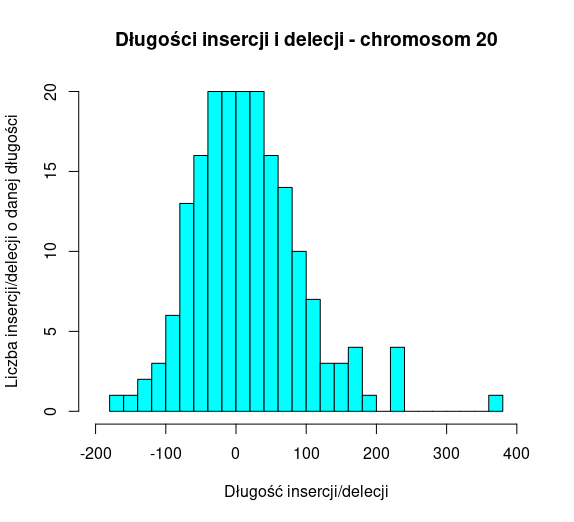 Długości insercji i delecji - chromosom 20
Liczba insercji/delecji o danej długości
20
15
10
5
0
-200 -100 0 100 200 300 400
Długość insercji/delecji